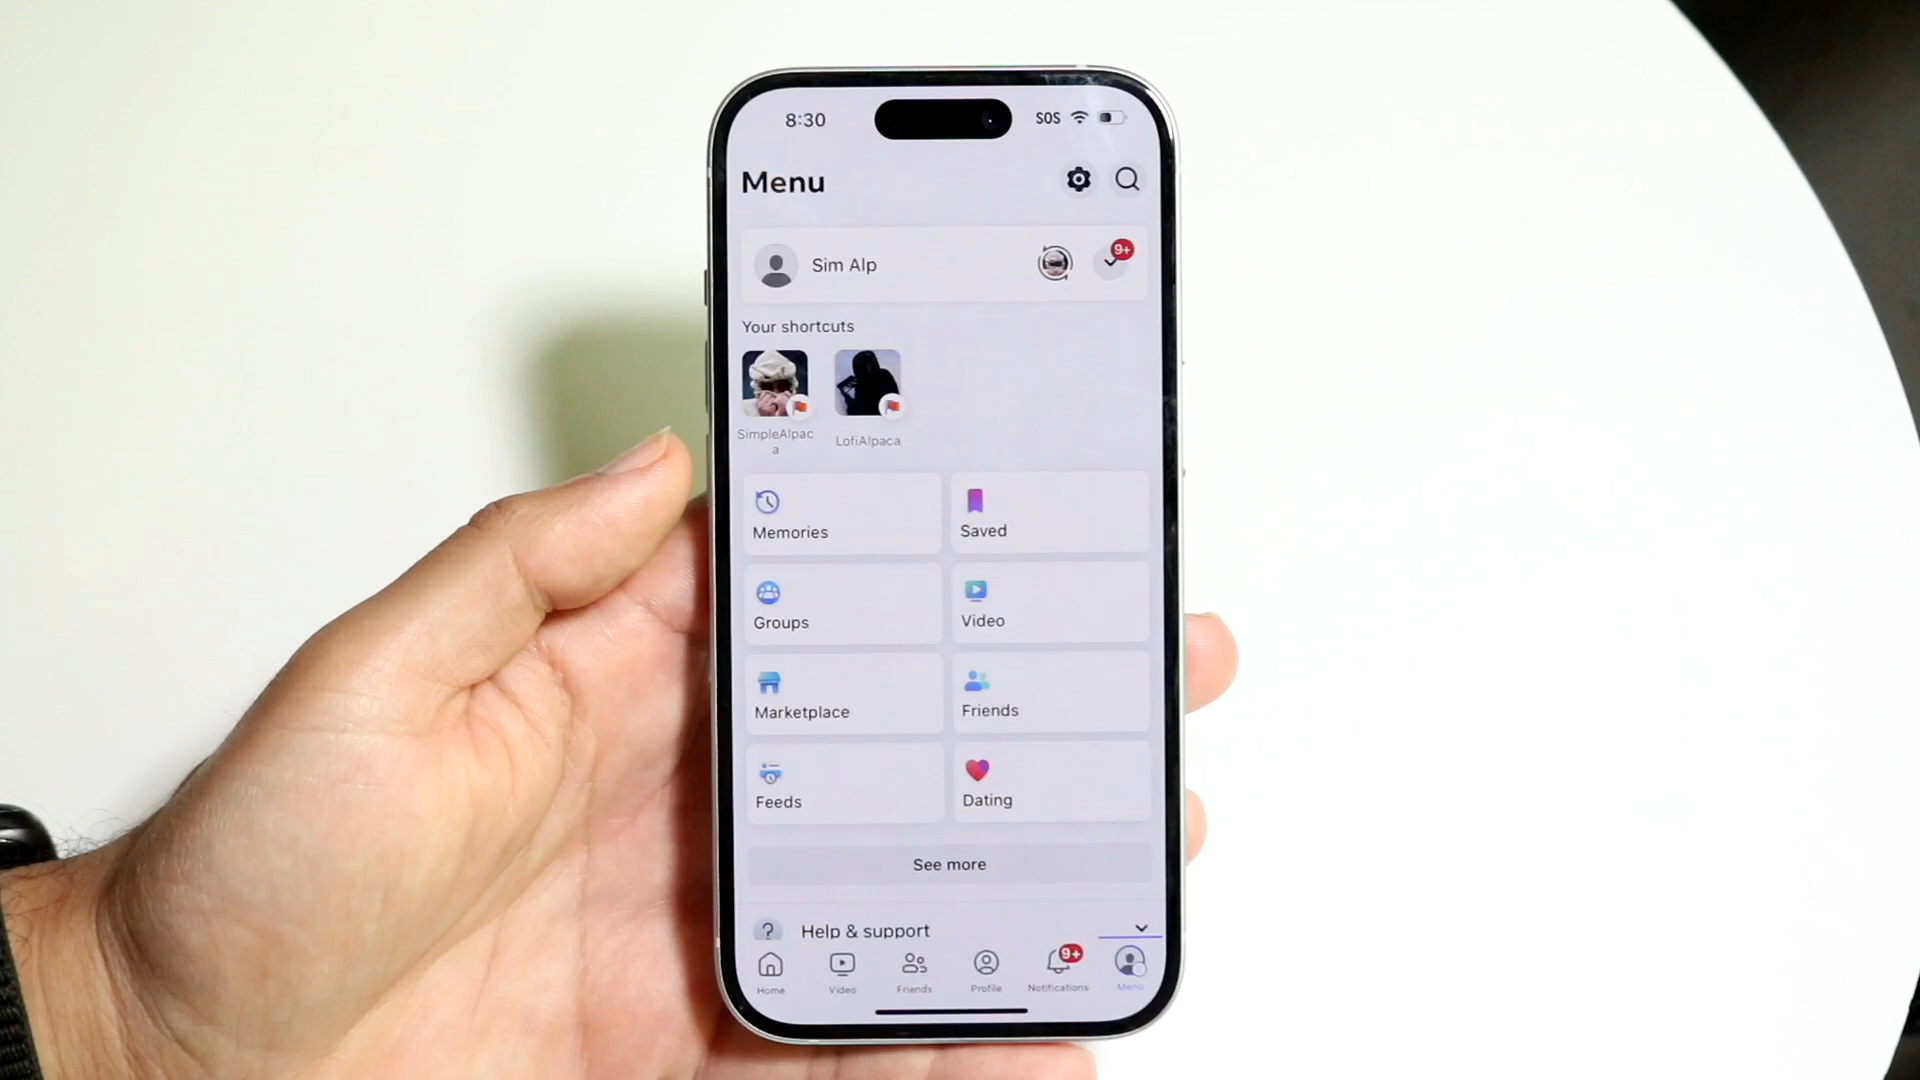 8:30 SOS
Menu
Sim Alp
9+
Your shortcuts
SimpleAlpac
a
LofiAlpaca
Memories
Saved
Groups
Video
Marketplace
Friends
Feeds
Dating
See more
? Help & support
9+
Home Video Friends Profile Notifications Menu